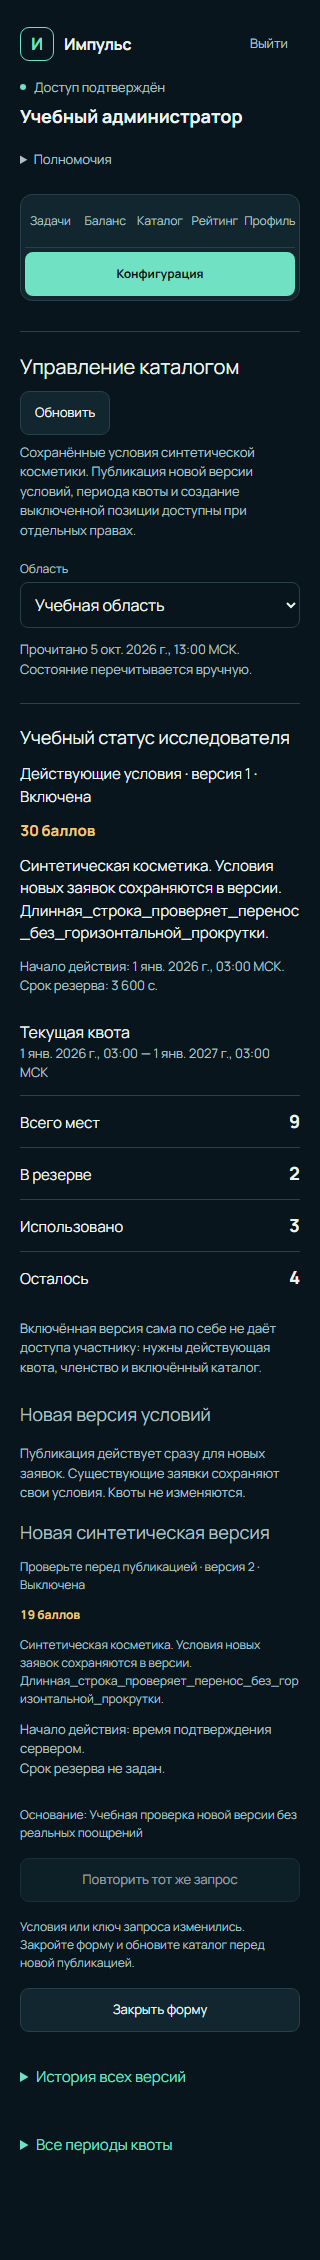 И Импульс Выйти
Доступ подтверждён
Учебный администратор
Полномочия
Задачи Баланс Каталог Рейтинг Профиль
Конфигурация
Управление каталогом
Обновить
Сохранённые условия синтетической
косметики. Публикация новой версии
условий, периода квоты и создание
выключенной позиции доступны при
отдельных правах.
Область
Учебная область
Прочитано 5 окт. 2026 г., 13:00 МСК.
Состояние перечитывается вручную.
Учебный статус исследователя
Действующие условия · версия 1 ·
Включена
30 баллов
Синтетическая косметика. Условия
новых заявок сохраняются в версии.
Длинная_строка_проверяет_перенос
_без_горизонтальной_прокрутки.
Начало действия: 1 янв. 2026 г., 03:00 МСК.
Срок резерва: 3 600 с.
Текущая квота
1 янв. 2026 г., 03:00 — 1 янв. 2027 г., 03:00
МСК
Всего мест 9
В резерве 2
Использовано 3
Осталось 4
Включённая версия сама по себе не даёт
доступа участнику: нужны действующая
квота, членство и включённый каталог.
Новая версия условий
Публикация действует сразу для новых
заявок. Существующие заявки сохраняют
свои условия. Квоты не изменяются.
Новая синтетическая версия
Проверьте перед публикацией · версия 2 ·
Выключена
19 баллов
Синтетическая косметика. Условия новых
заявок сохраняются в версии.
Длинная_строка_проверяет_перенос_без_гор
изонтальной_прокрутки.
Начало действия: время подтверждения
сервером.
Срок резерва не задан.
Основание: Учебная проверка новой версии без
реальных поощрений
Повторить тот же запрос
Условия или ключ запроса изменились.
Закройте форму и обновите каталог перед
новой публикацией.
Закрыть форму
История всех версий
Все периоды квоты